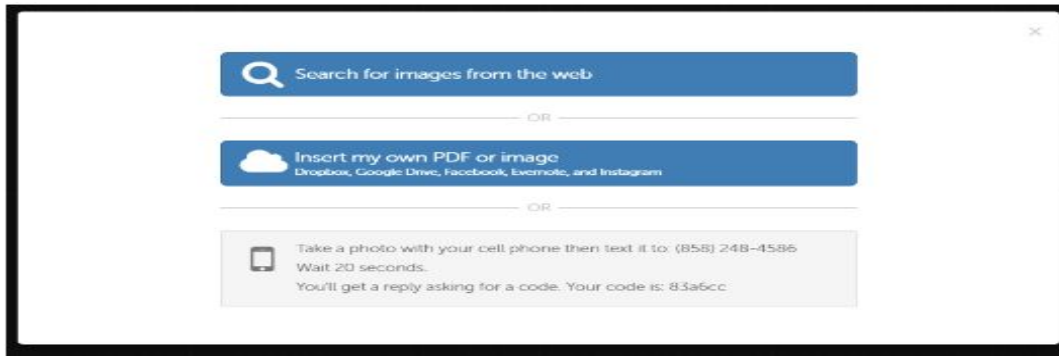 Search for images from the web
OR
Insert my own PDF or image
Dropbox, Google Drive, Facebook, Evernote, and Instagram
OR
Take a photo with your cell phone then text it to: (858) 248-4586
Wait 20 seconds.
You'll get a reply asking for a code. Your code is: 83a6cc